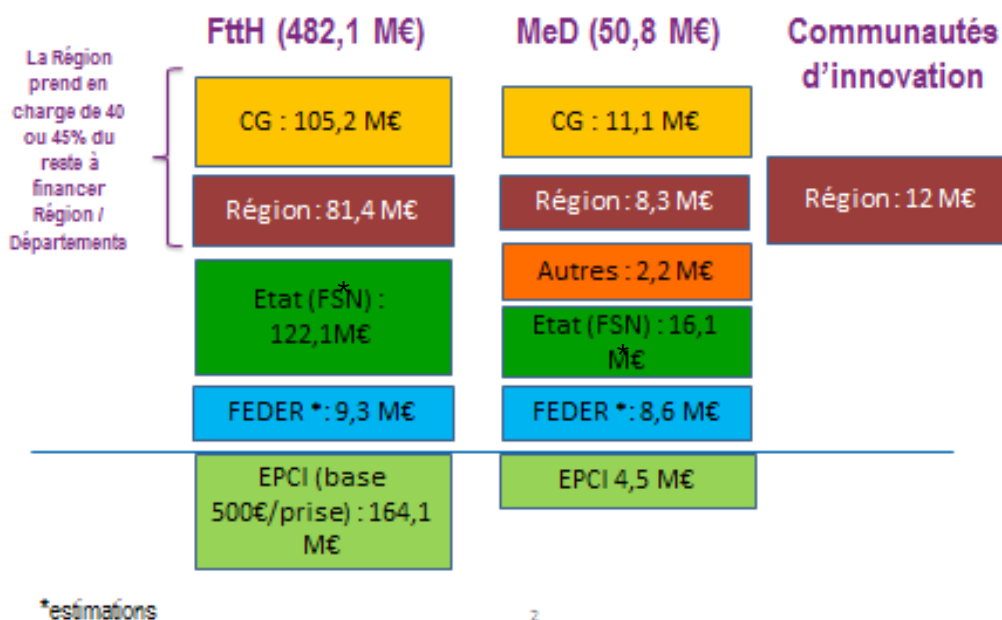 FttH (482,1 M€)
MeD (50,8 M€)
Communautés
d’innovation
La Région
prend en
charge de 40
ou 45% du
reste à
financer
Région /
Départements
CG : 105,2 M€
Région : 81,4 M€
Etat (FSN)* :
122,1M€
FEDER * : 9,3 M€
EPCI (base
500€/prise) : 164,1
M€
CG : 11,1 M€
Région : 8,3 M€
Autres : 2,2 M€
Etat (FSN) : 16,1
M€*
FEDER * : 8,6 M€
EPCI 4,5 M€
Région : 12 M€
*estimations
2